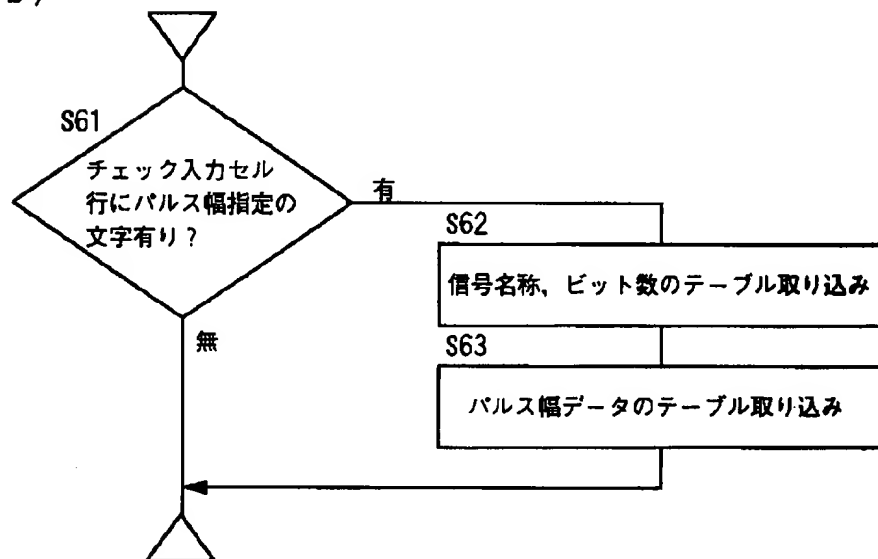 S61
チェック入力セル
行にパルス幅指定の
文字有り?
有
S62
信号名称、ビット数のテーブル取り込み
無
S63
パルス幅データのテーブル取り込み